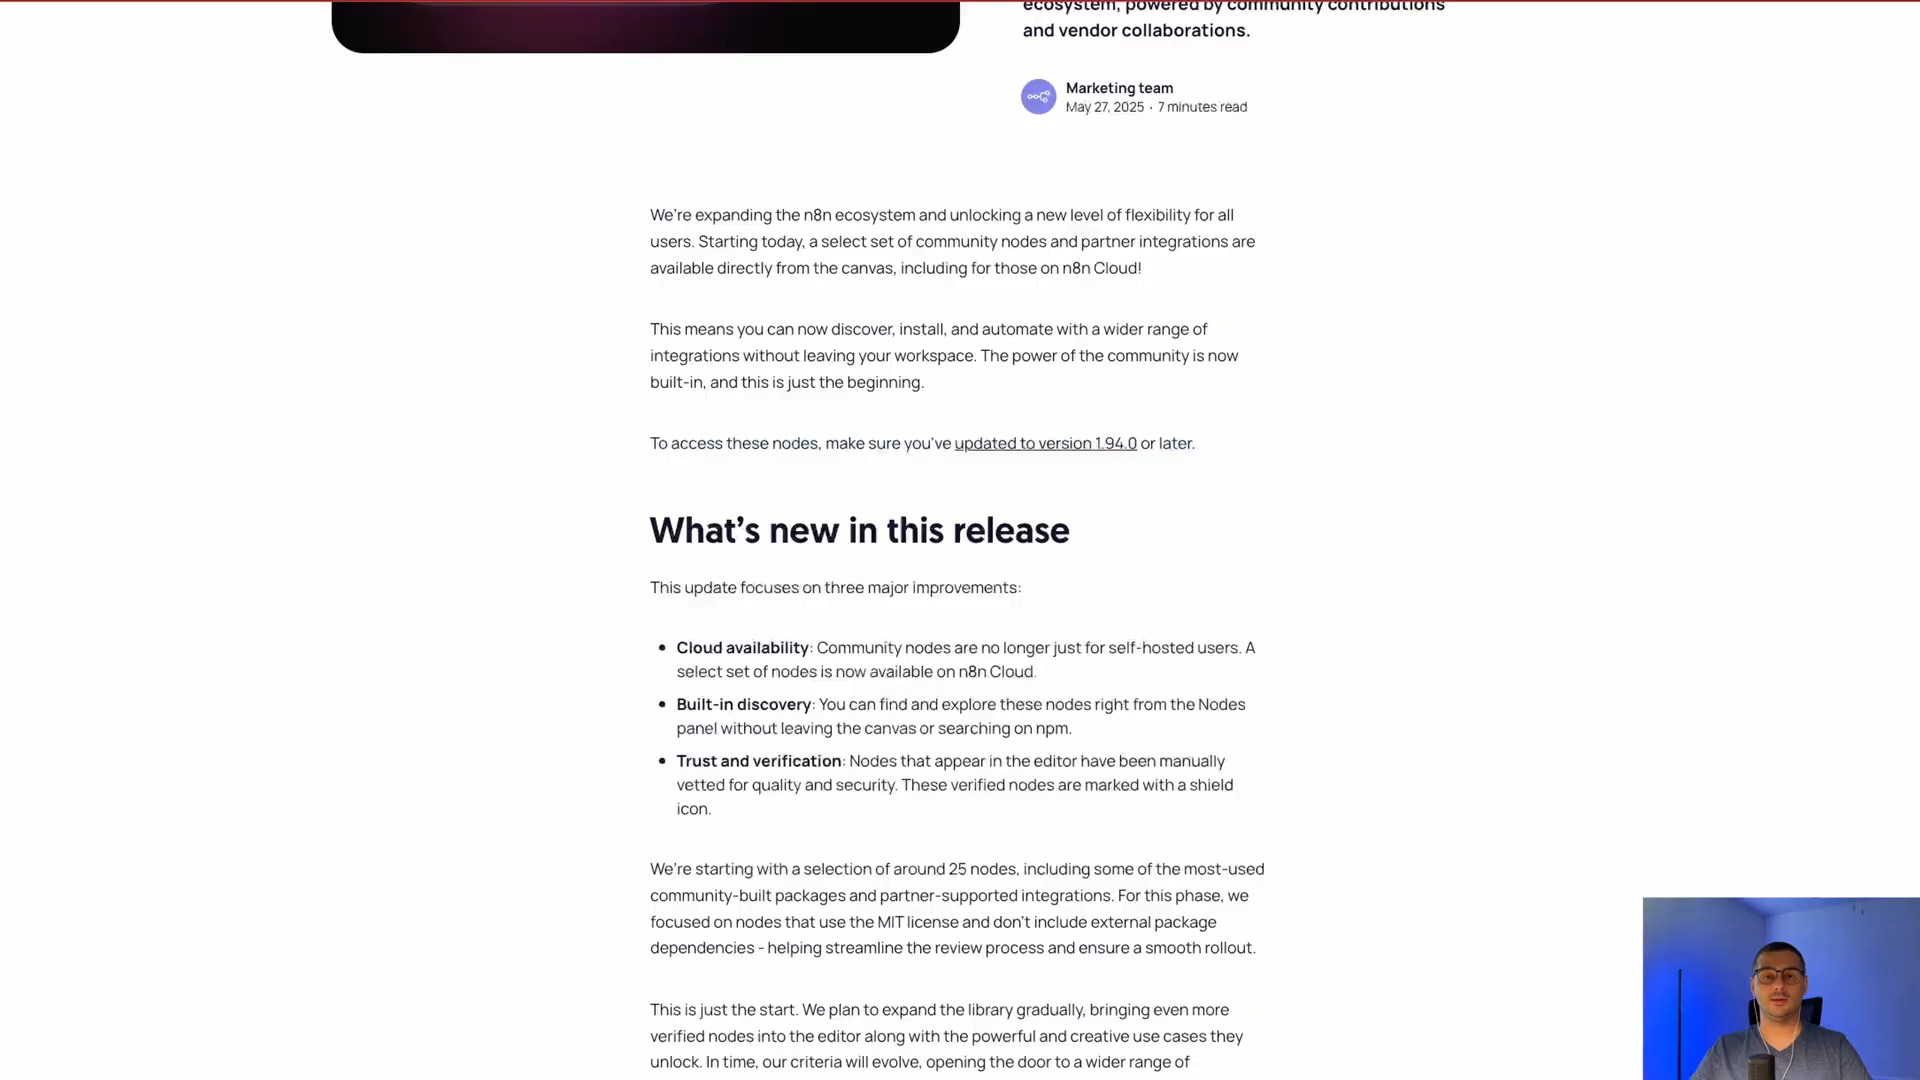 ecosystem, powered by community contributions
and vendor collaborations.
Marketing team
May 27, 2025 · 7 minutes read
We're expanding the n8n ecosystem and unlocking a new level of flexibility for all
users. Starting today, a select set of community nodes and partner integrations are
available directly from the canvas, including for those on n8n Cloud!
This means you can now discover, install, and automate with a wider range of
integrations without leaving your workspace. The power of the community is now
built-in, and this is just the beginning.
To access these nodes, make sure you've updated to version 1.94.0 or later.
What's new in this release
This update focuses on three major improvements:
• Cloud availability: Community nodes are no longer just for self-hosted users. A
select set of nodes is now available on n8n Cloud.
• Built-in discovery: You can find and explore these nodes right from the Nodes
panel without leaving the canvas or searching on npm.
• Trust and verification: Nodes that appear in the editor have been manually
vetted for quality and security. These verified nodes are marked with a shield
icon.
We're starting with a selection of around 25 nodes, including some of the most-used
community-built packages and partner-supported integrations. For this phase, we
focused on nodes that use the MIT license and don't include external package
dependencies - helping streamline the review process and ensure a smooth rollout.
This is just the start. We plan to expand the library gradually, bringing even more
verified nodes into the editor along with the powerful and creative use cases they
unlock. In time, our criteria will evolve, opening the door to a wider range of